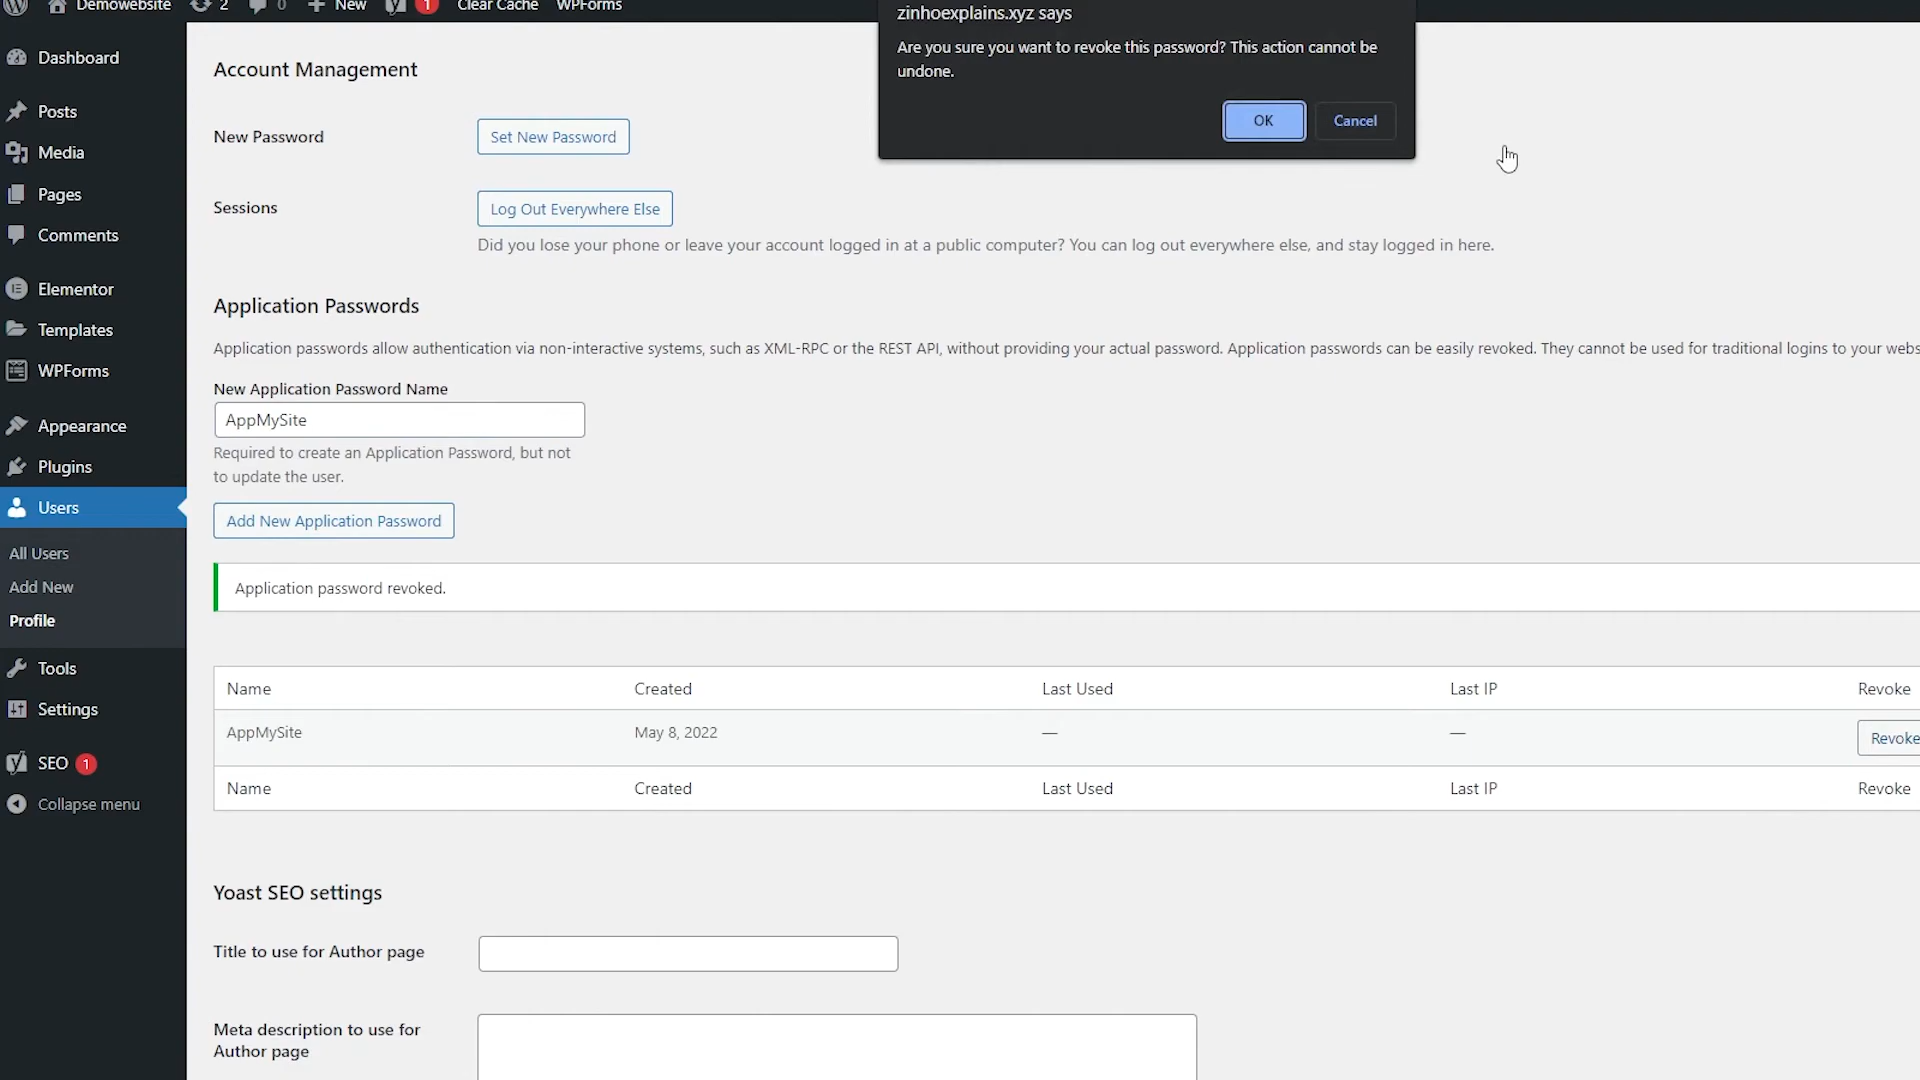 Demowebsite 2 0 New 1 Clear Cache WPForms
zinhoexplains.xyz says
Are you sure you want to revoke this password? This action cannot be
undone.
OK Cancel
Dashboard
Posts
Media
Pages
Comments
Elementor
Templates
WPForms
Appearance
Plugins
Users
All Users
Add New
Profile
Tools
Settings
SEO 1
Collapse menu
Account Management
New Password Set New Password
Sessions Log Out Everywhere Else
Did you lose your phone or leave your account logged in at a public computer? You can log out everywhere else, and stay logged in here.
Application Passwords
Application passwords allow authentication via non-interactive systems, such as XML-RPC or the REST API, without providing your actual password. Application passwords can be easily revoked. They cannot be used for traditional logins to your webs
New Application Password Name
AppMySite
Required to create an Application Password, but not
to update the user.
Add New Application Password
Application password revoked.
Name Created Last Used Last IP Revoke
AppMySite May 8, 2022 — — Revoke
Name Created Last Used Last IP Revoke
Yoast SEO settings
Title to use for Author page
Meta description to use for
Author page